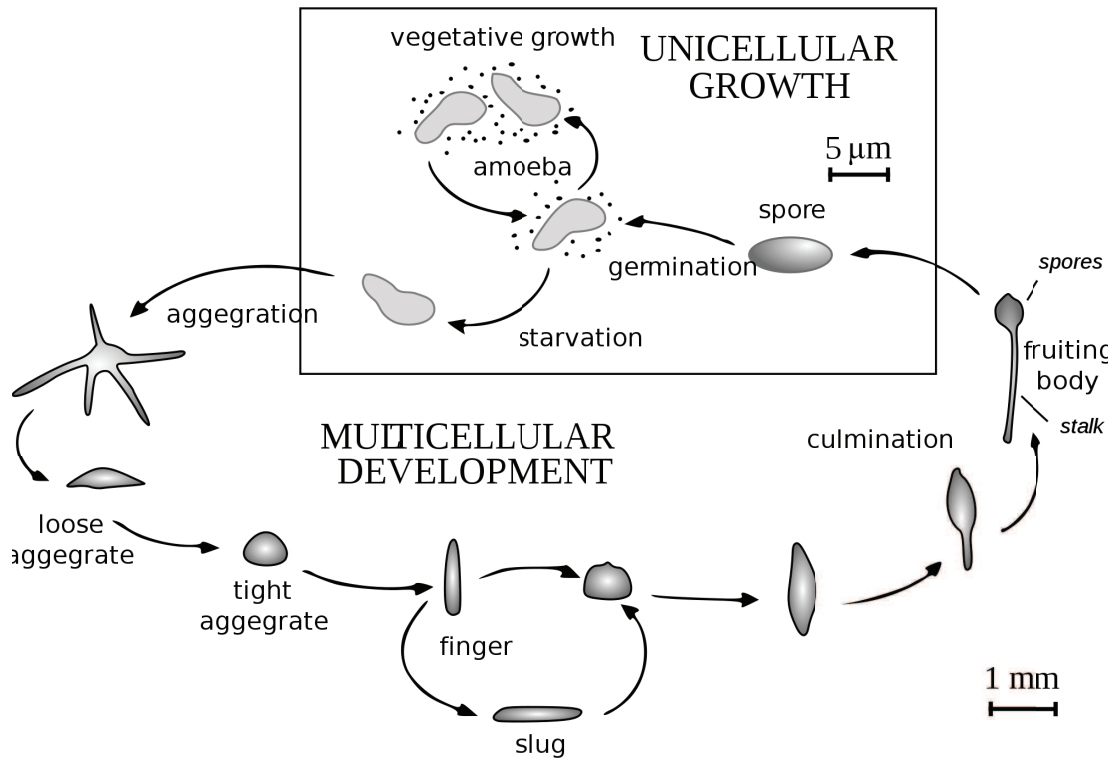 vegetative growth
UNICELLULAR
GROWTH
5 μm
amoeba
spore
germination
spores
aggegration
starvation
fruiting
body
stalk
MULTICELLULAR
DEVELOPMENT
culmination
loose
aggegrate
tight
aggegrate
finger
1 mm
slug